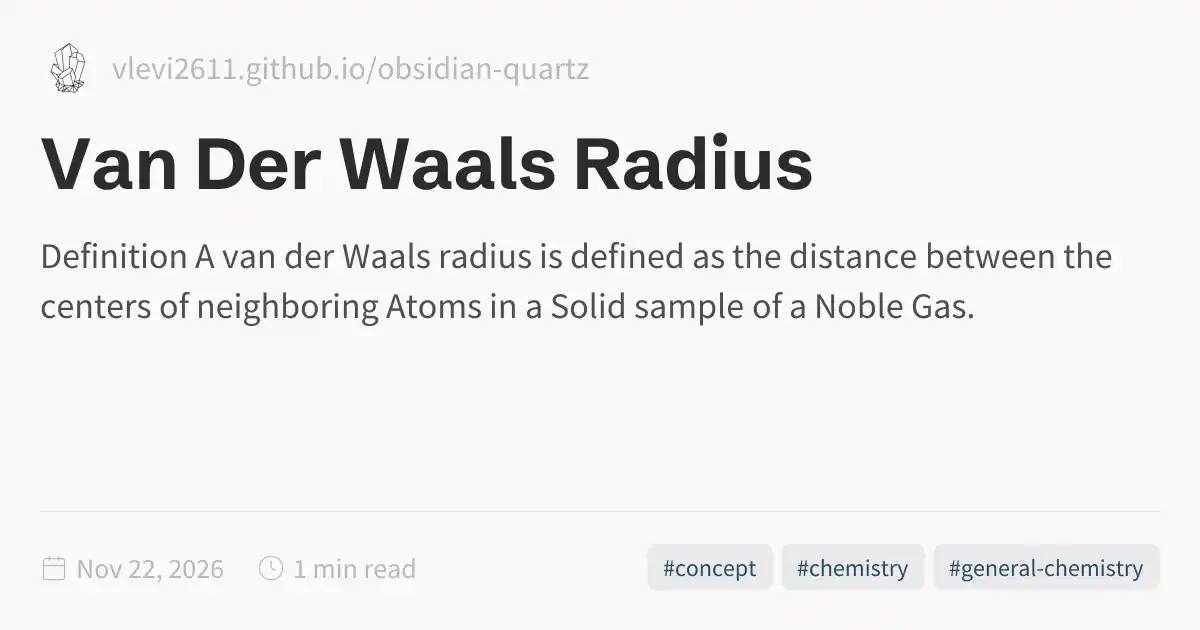 vlevi2611.github.io/obsidian-quartz
Van Der Waals Radius
Definition A van der Waals radius is defined as the distance between the
centers of neighboring Atoms in a Solid sample of a Noble Gas.
Nov 22, 2026 1 min read #concept #chemistry #general-chemistry